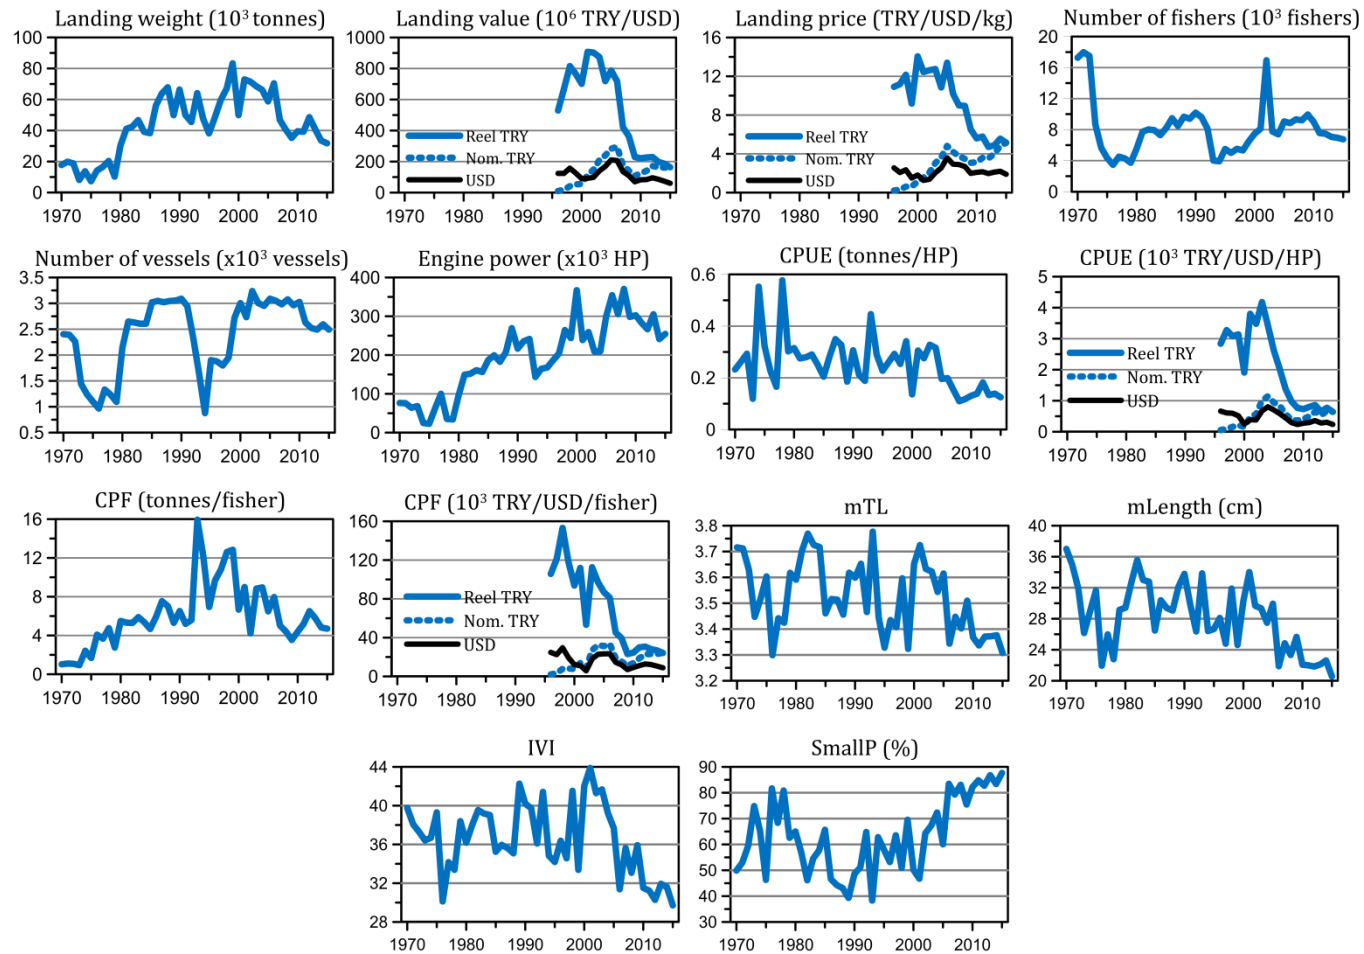 Landing weight (10³ tonnes)
100
80
60
40
20
0
1970 1980 1990 2000 2010
Landing value (10⁶ TRY/USD)
1000
800
600
400
200
0
Reel TRY
Nom. TRY
USD
1970 1980 1990 2000 2010
Landing price (TRY/USD/kg)
16
12
8
4
0
Reel TRY
Nom. TRY
USD
1970 1980 1990 2000 2010
Number of fishers (10³ fishers)
20
16
12
8
4
0
1970 1980 1990 2000 2010
Number of vessels (x10³ vessels)
3.5
3
2.5
2
1.5
1
0.5
1970 1980 1990 2000 2010
Engine power (x10³ HP)
400
300
200
100
0
1970 1980 1990 2000 2010
CPUE (tonnes/HP)
0.6
0.4
0.2
0
1970 1980 1990 2000 2010
CPUE (10³ TRY/USD/HP)
5
4
3
2
1
0
Reel TRY
Nom. TRY
USD
1970 1980 1990 2000 2010
CPF (tonnes/fisher)
16
12
8
4
0
1970 1980 1990 2000 2010
CPF (10³ TRY/USD/fisher)
160
120
80
40
0
Reel TRY
Nom. TRY
USD
1970 1980 1990 2000 2010
mTL
3.8
3.7
3.6
3.5
3.4
3.3
3.2
1970 1980 1990 2000 2010
mLength (cm)
40
36
32
28
24
20
1970 1980 1990 2000 2010
IVI
44
40
36
32
28
1970 1980 1990 2000 2010
SmallP (%)
90
80
70
60
50
40
30
1970 1980 1990 2000 2010